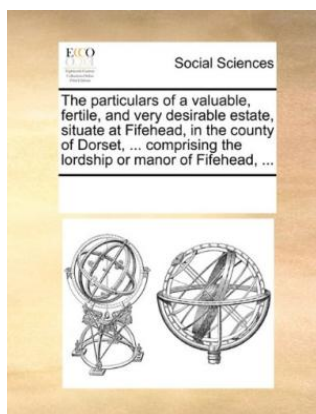 ECCO
Social Sciences
The particulars of a valuable,
fertile, and very desirable estate,
situate at Fifehead, in the county
of Dorset, ... comprising the
lordship or manor of Fifehead, ...